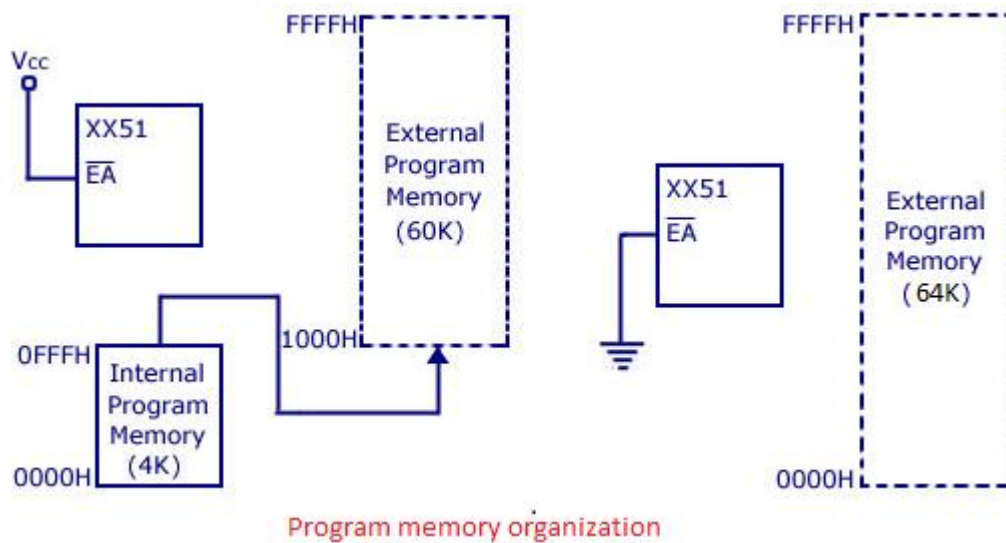 Vcc
XX51
EA
0FFFH
Internal
Program
Memory
(4K)
0000H
FFFFH
External
Program
Memory
(60K)
1000H
XX51
EA
FFFFH
External
Program
Memory
(64K)
0000H
Program memory organization